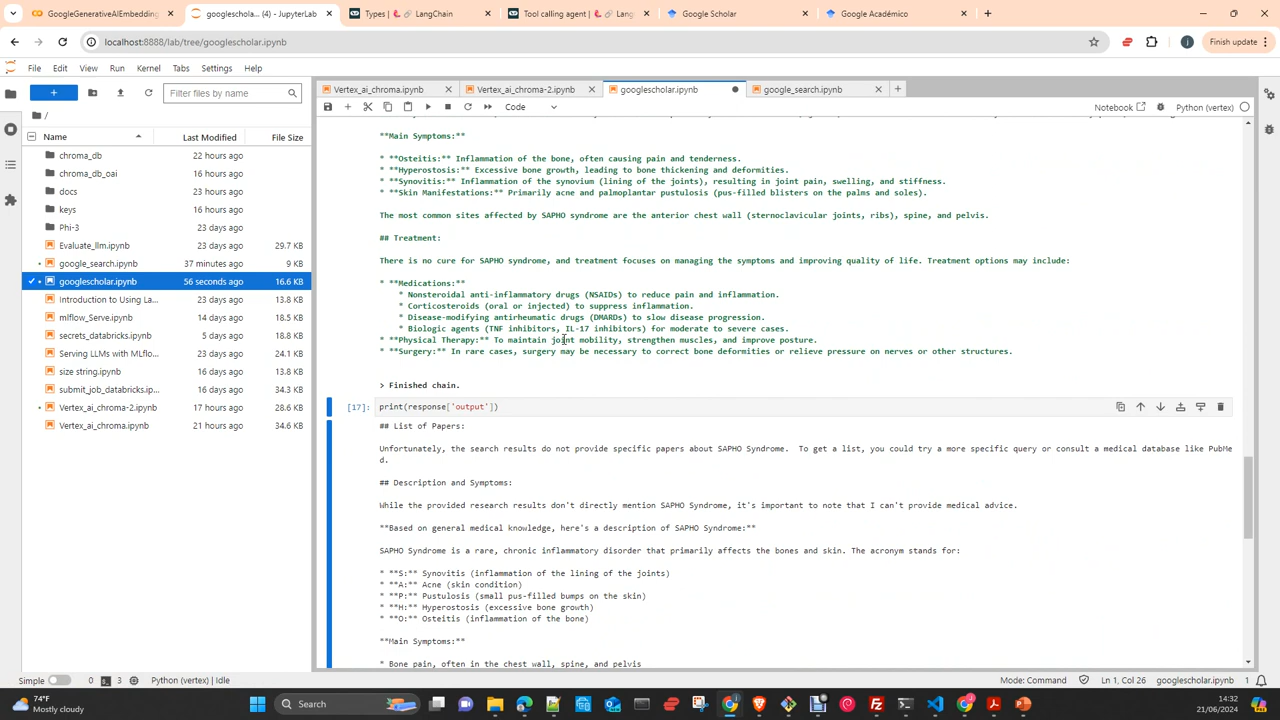 GoogleGenerativeAIEmbedding
googleschola... (4) - JupyterLab
Types | LangChain
Tool calling agent | Lang
Google Scholar
Google Académico
localhost:8888/lab/tree/googlescholar.ipynb
Finish update
File Edit View Run Kernel Tabs Settings Help
Filter files by name
/
Name Last Modified File Size
chroma_db 22 hours ago
chroma_db_oai 16 hours ago
docs 23 days ago
keys 16 hours ago
Phi-3 23 days ago
Evaluate_llm.ipynb 23 days ago 29.7 KB
google_search.ipynb 37 minutes ago 9 KB
googlescholar.ipynb 56 seconds ago 16.6 KB
Introduction to Using La... 23 days ago 13.8 KB
mlflow_Serve.ipynb 14 days ago 18.5 KB
secrets_databricks.ip... 5 days ago 18.8 KB
Serving LLMs with MLflo... 23 days ago 24.1 KB
size string.ipynb 16 days ago 13.8 KB
submit_job_databricks.ip... 16 days ago 34.3 KB
Vertex_ai_chroma-2.ipynb 17 hours ago 28.6 KB
Vertex_ai_chroma.ipynb 21 hours ago 34.6 KB
Vertex_ai_chroma.ipynb
Vertex_ai_chroma-2.ipynb
googlescholar.ipynb
google_search.ipynb
Code
Notebook
Python (vertex)
**Main Symptoms:**
* **Osteitis:** Inflammation of the bone, often causing pain and tenderness.
* **Hyperostosis:** Excessive bone growth, leading to bone thickening and deformities.
* **Synovitis:** Inflammation of the synovium (lining of the joints), resulting in joint pain, swelling, and stiffness.
* **Skin Manifestations:** Primarily acne and palmoplantar pustulosis (pus-filled blisters on the palms and soles).
The most common sites affected by SAPHO syndrome are the anterior chest wall (sternoclavicular joints, ribs), spine, and pelvis.
## Treatment:
There is no cure for SAPHO syndrome, and treatment focuses on managing the symptoms and improving quality of life. Treatment options may include:
* **Medications:**
* Nonsteroidal anti-inflammatory drugs (NSAIDs) to reduce pain and inflammation.
* Corticosteroids (oral or injected) to suppress inflammation.
* Disease-modifying antirheumatic drugs (DMARDs) to slow disease progression.
* Biologic agents (TNF inhibitors, IL-17 inhibitors) for moderate to severe cases.
* **Physical Therapy:** To maintain joint mobility, strengthen muscles, and improve posture.
* **Surgery:** In rare cases, surgery may be necessary to correct bone deformities or relieve pressure on nerves or other structures.
> Finished chain.
[17]: print(response['output'])
## List of Papers:
Unfortunately, the search results do not provide specific papers about SAPHO Syndrome. To get a list, you could try a more specific query or consult a medical database like PubMe
d.
## Description and Symptoms:
While the provided research results don't directly mention SAPHO Syndrome, it's important to note that I can't provide medical advice.
**Based on general medical knowledge, here's a description of SAPHO Syndrome:**
SAPHO Syndrome is a rare, chronic inflammatory disorder that primarily affects the bones and skin. The acronym stands for:
* **S:** Synovitis (inflammation of the lining of the joints)
* **A:** Acne (skin condition)
* **P:** Pustulosis (small pus-filled bumps on the skin)
* **H:** Hyperostosis (excessive bone growth)
* **O:** Osteitis (inflammation of the bone)
**Main Symptoms:**
* Bone pain, often in the chest wall, spine, and pelvis
Simple 0 3 Python (vertex) | Idle
Mode: Command Ln 1, Col 26 googlescholar.ipynb 1
74°F
Mostly cloudy
Search
14:32
21/06/2024